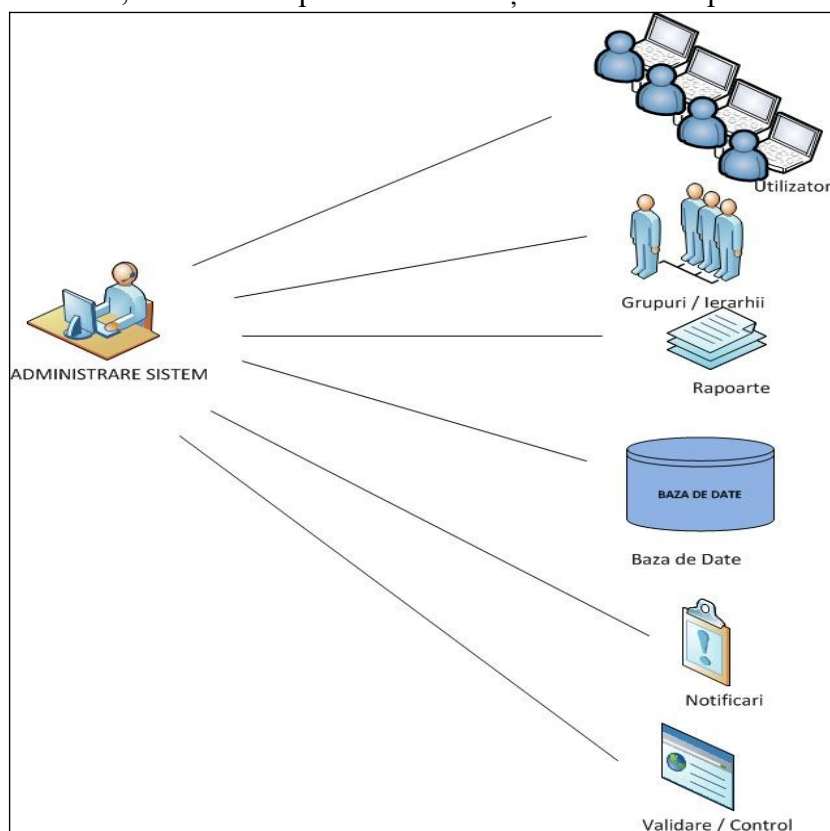 Utilizator
Grupuri / Ierarhii
ADMINISTRARE SISTEM
Rapoarte
BAZA DE DATE
Baza de Date
Notificari
Validare / Control